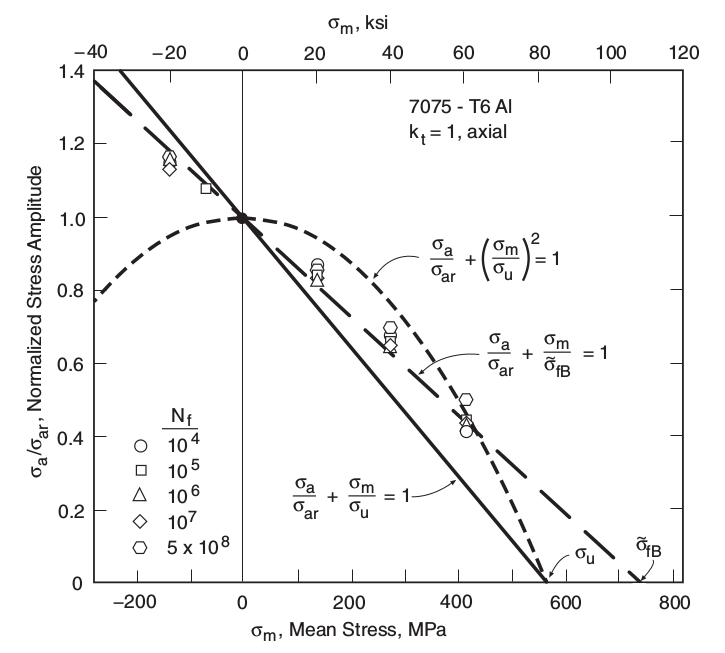 σm, ksi
−40 −20 0 20 40 60 80 100 120
1.4
1.2
1.0
0.8
0.6
0.4
0.2
0
σa/σar, Normalized Stress Amplitude
7075 - T6 Al
kt = 1, axial
σa/σar + (σm/σu)² = 1
σa/σar + σm/σ̃fB = 1
Nf
10⁴
10⁵
10⁶
10⁷
5 x 10⁸
σa/σar + σm/σu = 1
σu
σ̃fB
−200 0 200 400 600 800
σm, Mean Stress, MPa